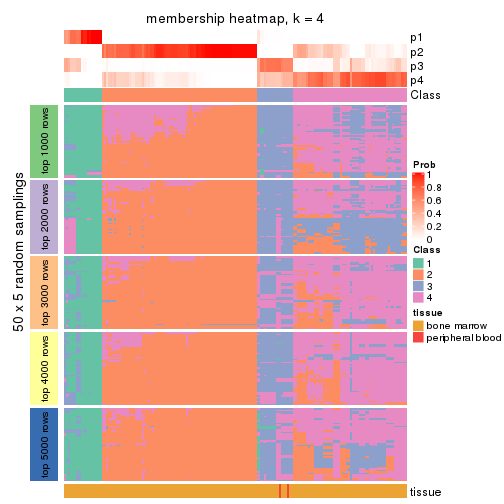 membership heatmap, k = 4
p1
p2
p3
p4
Class
50 x 5 random samplings
top 1000 rows
top 2000 rows
top 3000 rows
top 4000 rows
top 5000 rows
Prob
1
0.8
0.6
0.4
0.2
0
Class
1
2
3
4
tissue
bone marrow
peripheral blood
tissue